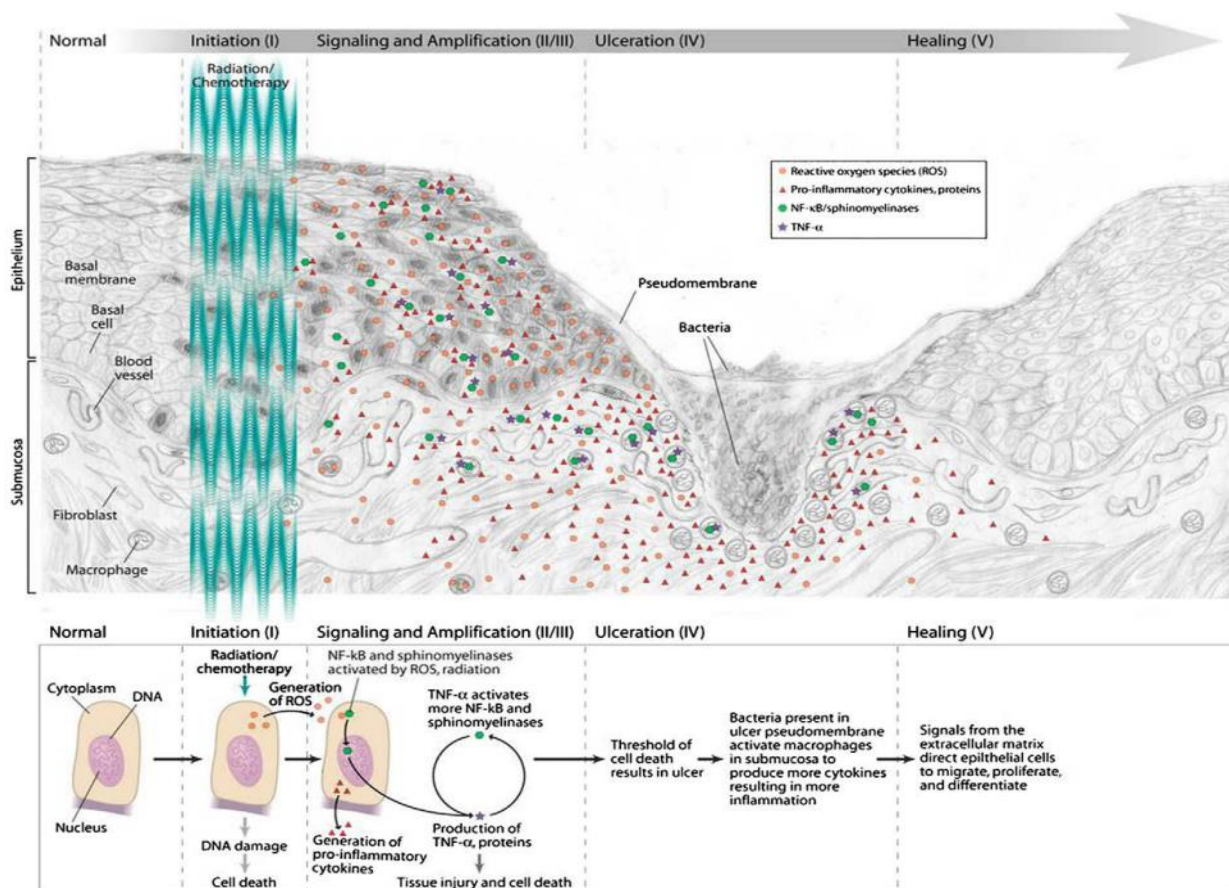 Normal
Initiation (I)
Signaling and Amplification (II/III)
Ulceration (IV)
Healing (V)
Radiation/
Chemotherapy
Reactive oxygen species (ROS)
Pro-inflammatory cytokines, proteins
NF-κB/sphinomyelinases
TNF-α
Epithelium
Submucosa
Basal
membrane
Basal
cell
Blood
vessel
Fibroblast
Macrophage
Pseudomembrane
Bacteria
Normal
Initiation (I)
Signaling and Amplification (II/III)
Ulceration (IV)
Healing (V)
Cytoplasm
DNA
Nucleus
Radiation/
chemotherapy
Generation
of ROS
DNA damage
Cell death
NF-kB and sphinomyelinases
activated by ROS, radiation
Generation of
pro-inflammatory
cytokines
TNF-α activates
more NF-kB and
sphinomyelinases
Production of
TNF-α, proteins
Tissue injury and cell death
Threshold of
cell death
results in ulcer
Bacteria present in
ulcer pseudomembrane
activate macrophages
in submucosa to
produce more cytokines
resulting in more
inflammation
Signals from the
extracellular matrix
direct epilthelial cells
to migrate, proliferate,
and differentiate